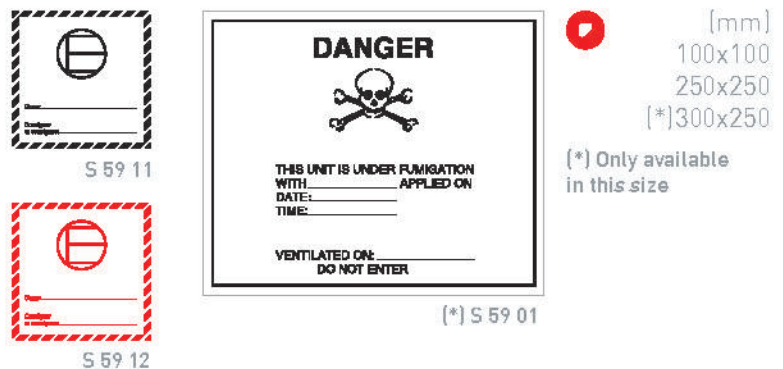 S 59 11
S 59 12
DANGER
THIS UNIT IS UNDER FUMIGATION
WITH APPLIED ON
DATE:
TIME:
VENTILATED ON:
DO NOT ENTER
(*) S 59 01
(mm)
100x100
250x250
(*)300x250
(*) Only available
in this size